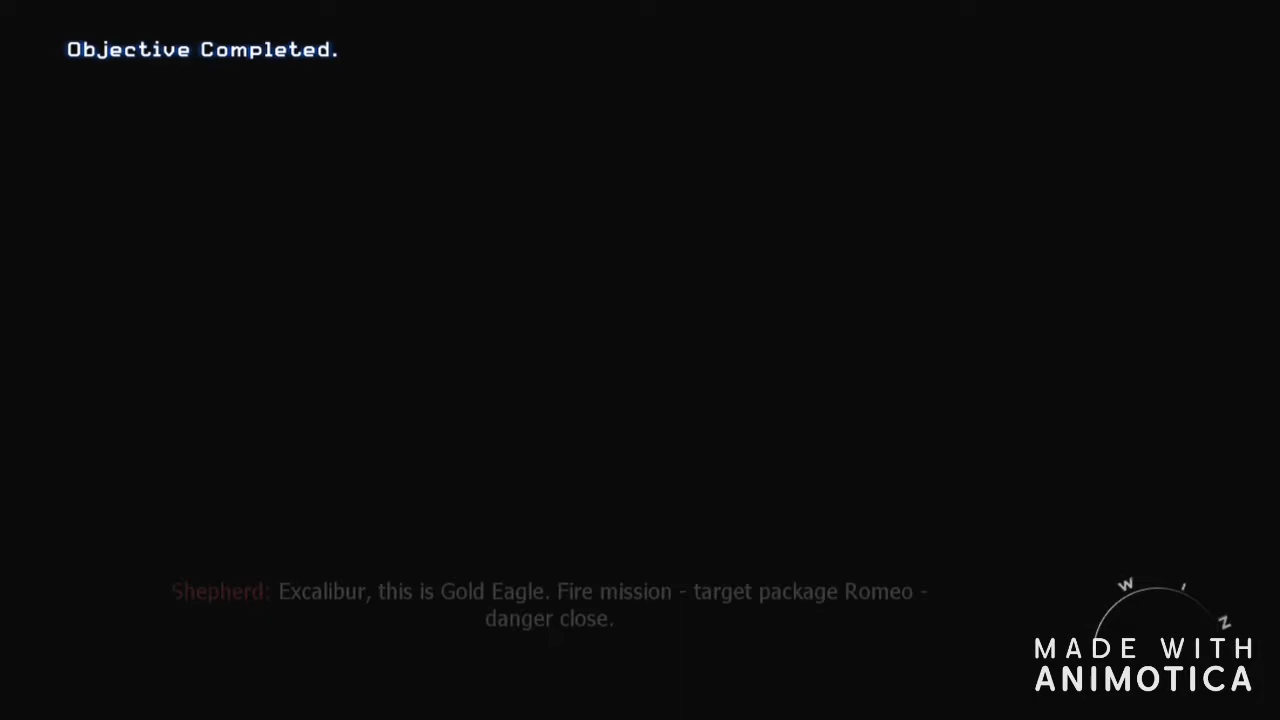 Objective Completed.
Shepherd: Excalibur, this is Gold Eagle. Fire mission - target package Romeo -
danger close.
W
N
MADE WITH
ANIMOTICA